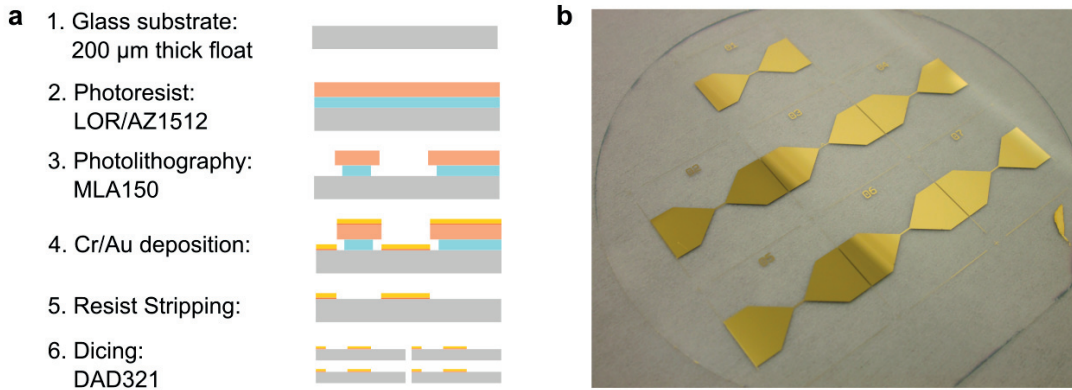 a
1. Glass substrate:
200 µm thick float
2. Photoresist:
LOR/AZ1512
3. Photolithography:
MLA150
4. Cr/Au deposition:
5. Resist Stripping:
6. Dicing:
DAD321
b